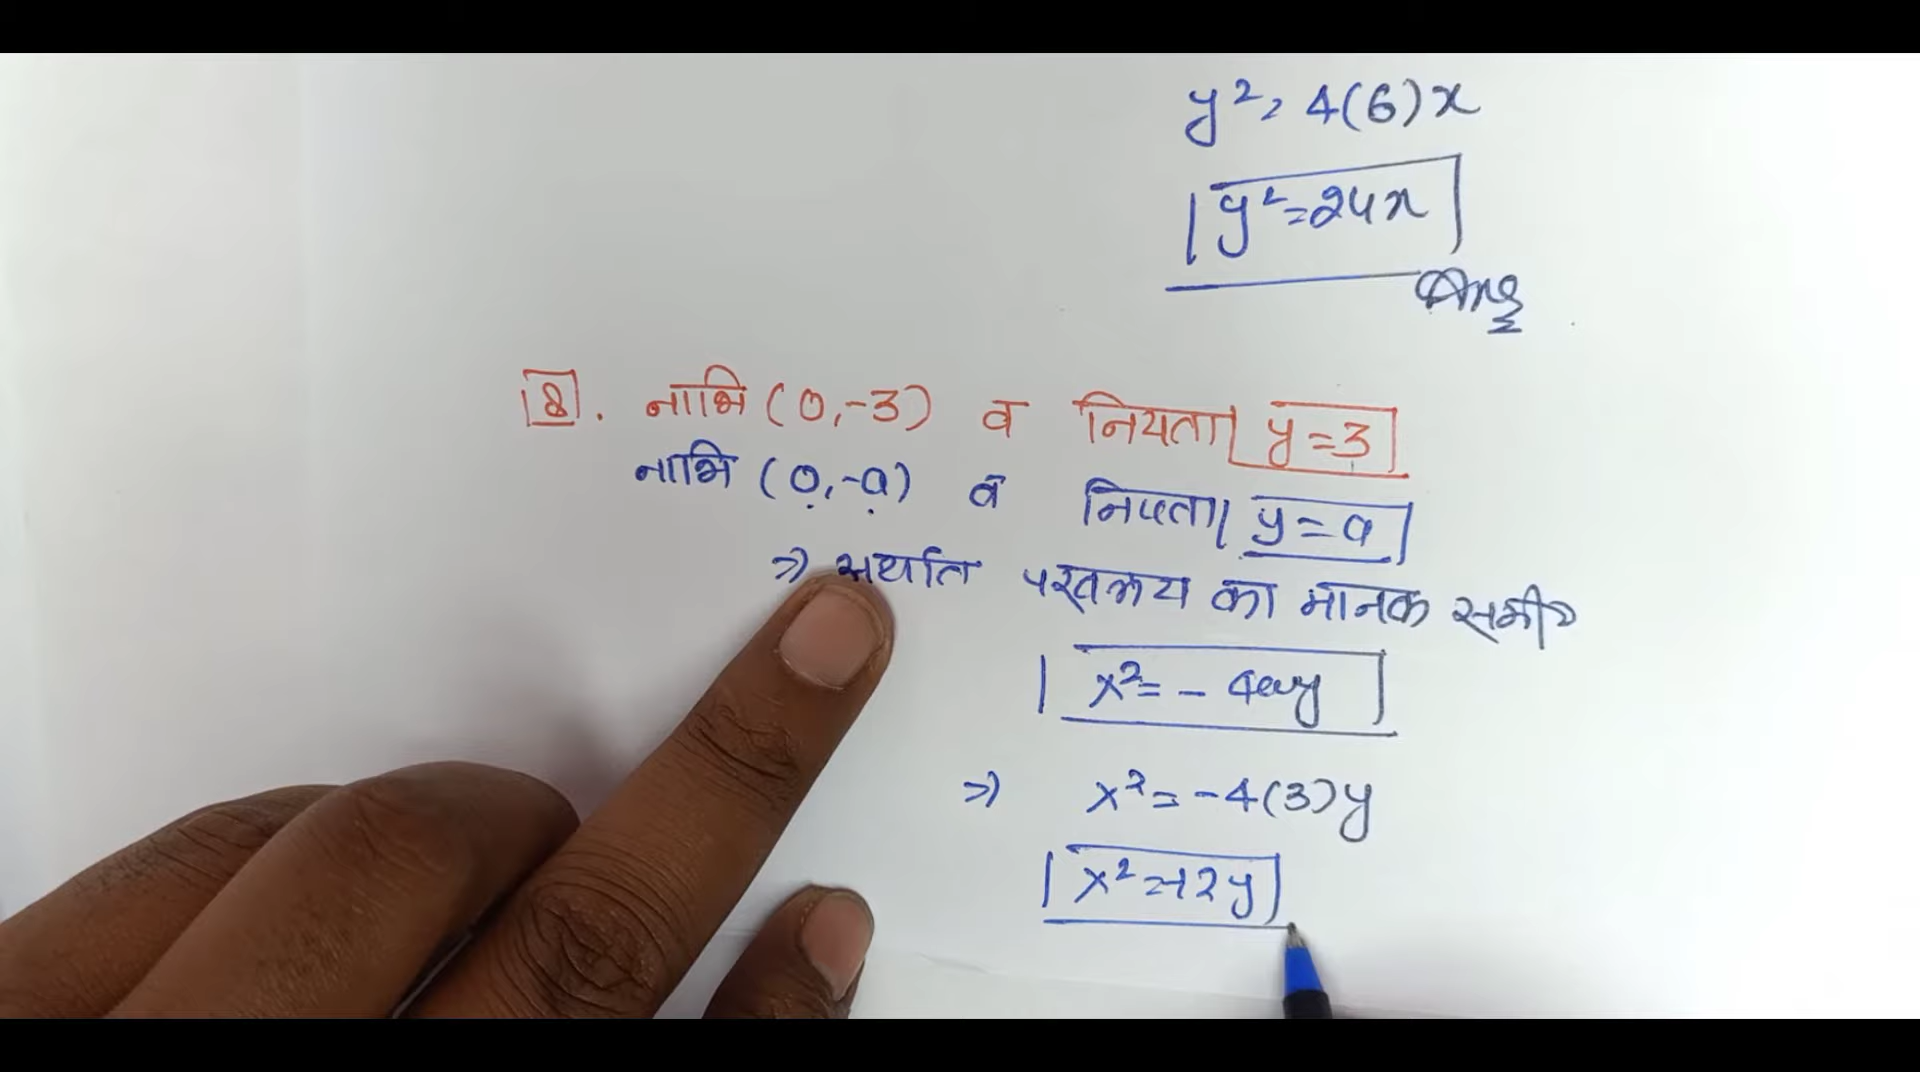 y² = 4(6)x
y² = 24x
Ans
8. नाभि (0,-3) व नियता y=3
नाभि (0,-a) व नियता y=a
⇒ अर्थात परवलय का मानक समी०
x² = - 4ay
⇒ x² = -4(3)y
x² = -12y